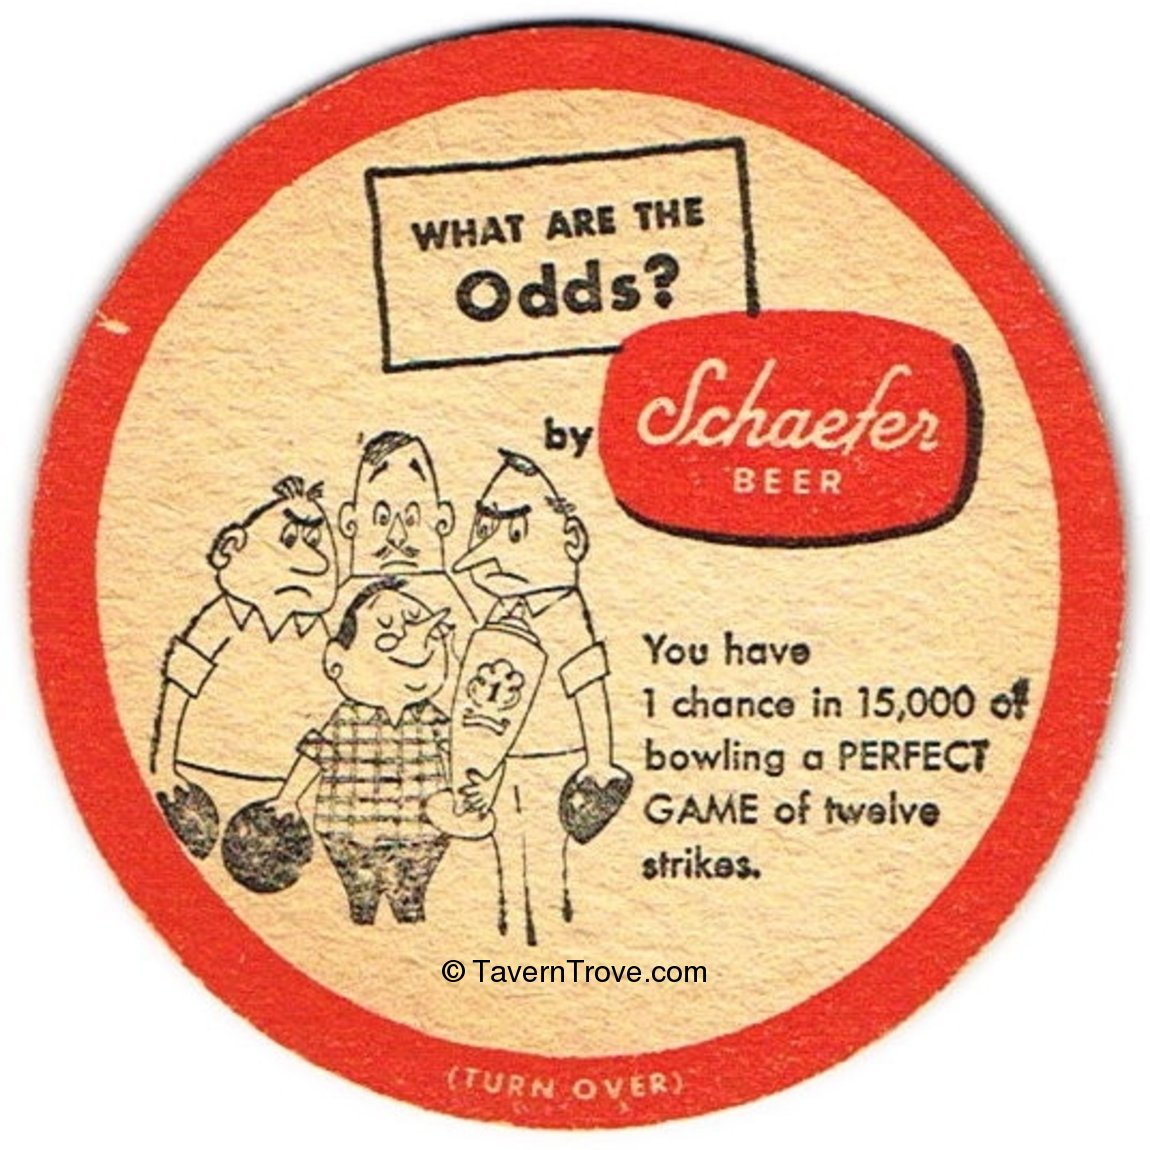 WHAT ARE THE
Odds?
by Schaefer
BEER
You have
1 chance in 15,000 of
bowling a PERFECT
GAME of twelve
strikes.
1
© TavernTrove.com
(TURN OVER)